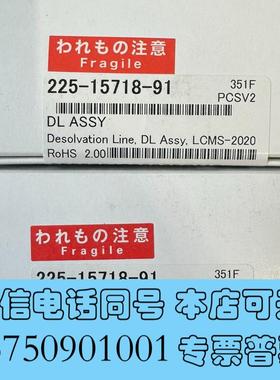 われもの注意
Fragile
225-15718-91
351F
PCSV2
DL ASSY
Desolvation Line, DL Assy, LCMS-2020
RoHS 2.00
われもの注意
Fragile
225-15718-91
351F
信电话同号 本店可
3750901001 专票普票